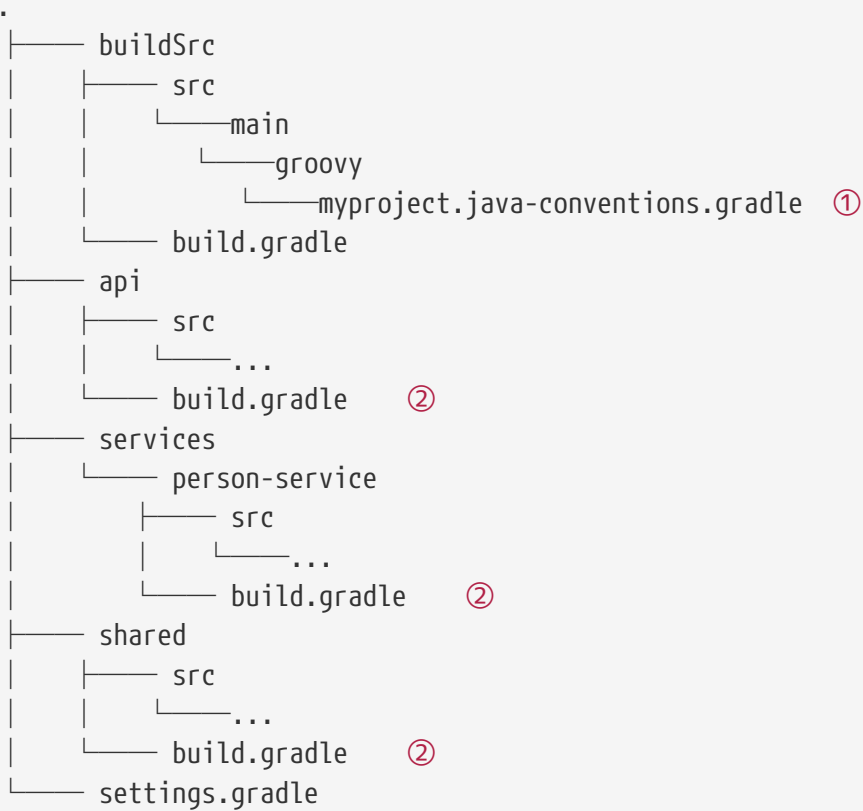 .
├── buildSrc
│   ├── src
│   │   └──main
│   │      └──groovy
│   │         └──myproject.java-conventions.gradle ①
│   └── build.gradle
├── api
│   ├── src
│   │   └──...
│   └── build.gradle ②
├── services
│   └── person-service
│       ├── src
│       │   └──...
│       └── build.gradle ②
├── shared
│   ├── src
│   │   └──...
│   └── build.gradle ②
└── settings.gradle